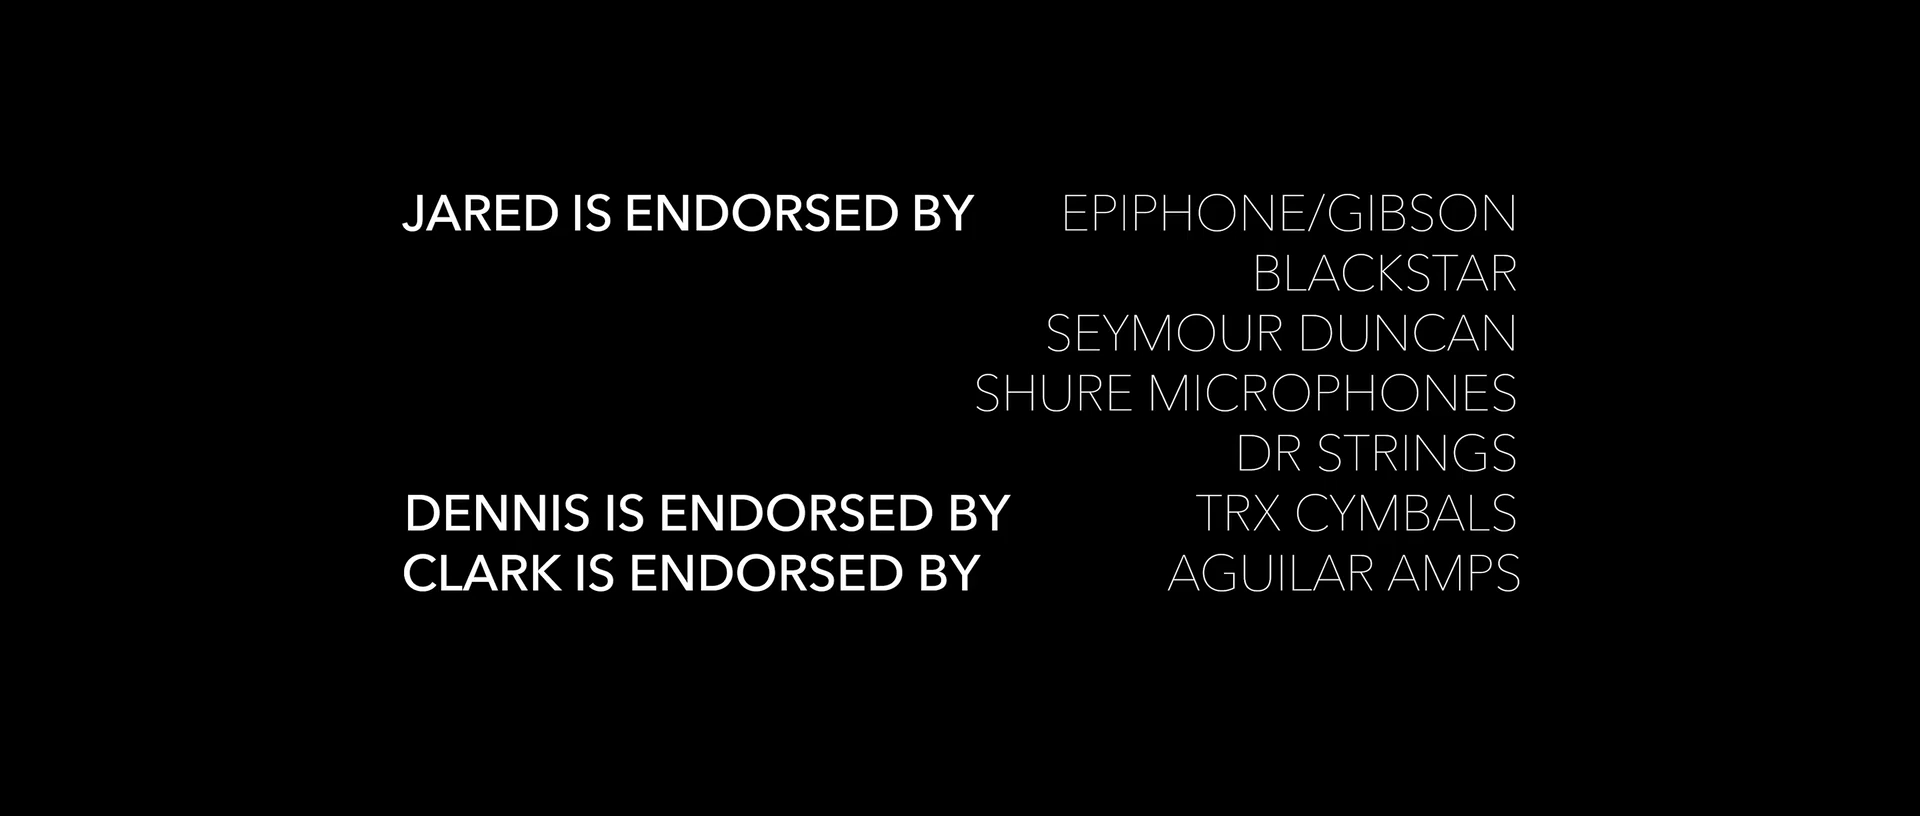 JARED IS ENDORSED BY EPIPHONE/GIBSON
BLACKSTAR
SEYMOUR DUNCAN
SHURE MICROPHONES
DR STRINGS
DENNIS IS ENDORSED BY TRX CYMBALS
CLARK IS ENDORSED BY AGUILAR AMPS